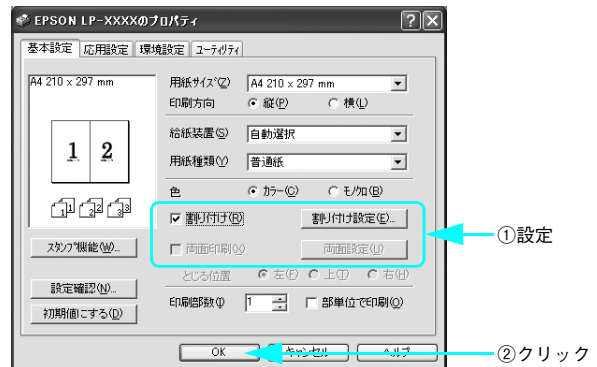 EPSON LP-XXXXのプロパティ
基本設定 応用設定 環境設定 ユーティリティ
A4 210 x 297 mm
用紙サイズ(Z) A4 210 x 297 mm
印刷方向 縦(P) 横(L)
給紙装置(S) 自動選択
1 2
用紙種類(Y) 普通紙
色 カラー(C) モノクロ(B)
1 2 3
割り付け(R) 割り付け設定(E)...
①設定
スタンプ機能(W)...
両面印刷(X) 両面設定(U)
とじる位置 左(F) 上(T) 右(H)
設定確認(N)...
印刷部数(I) 1 部単位で印刷(O)
初期値にする(D)
OK キャンセル ヘルプ
②クリック